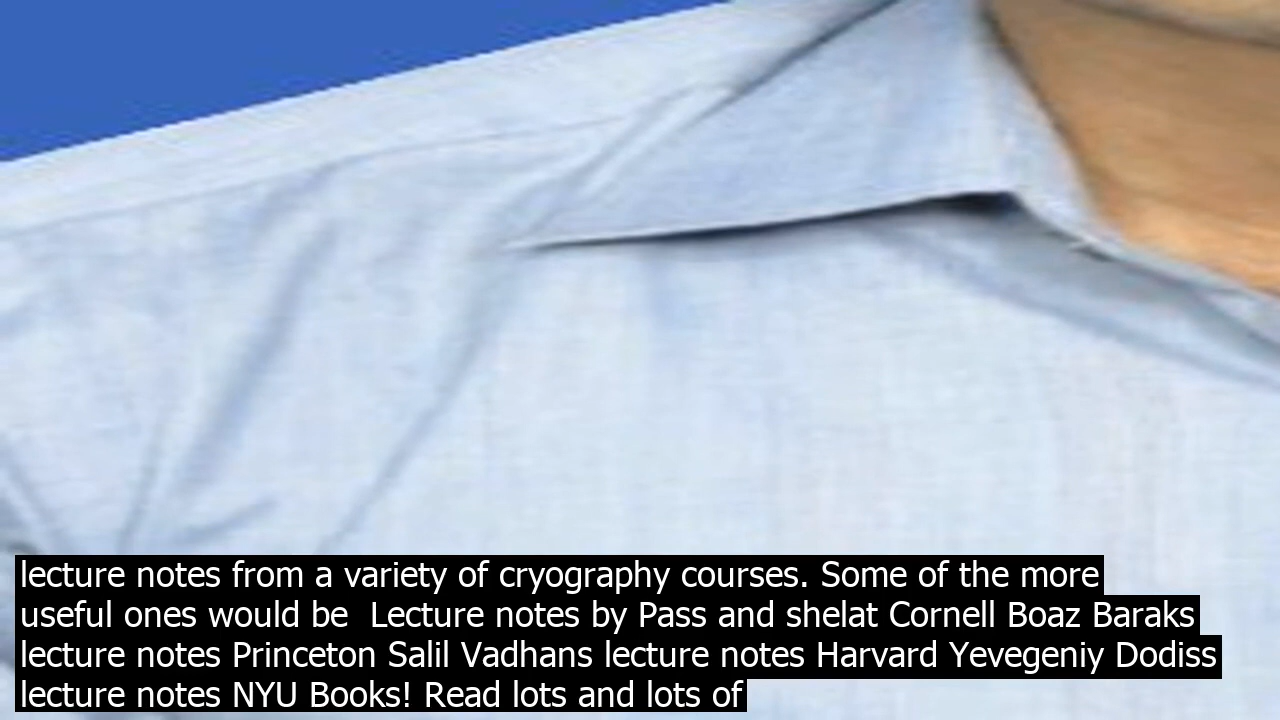 lecture notes from a variety of cryography courses. Some of the more
useful ones would be  Lecture notes by Pass and shelat Cornell Boaz Baraks
lecture notes Princeton Salil Vadhans lecture notes Harvard Yevegeniy Dodiss
lecture notes NYU Books! Read lots and lots of